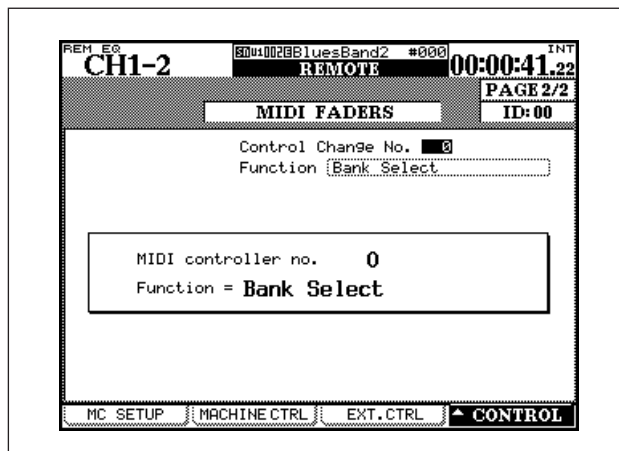 REM EQ
CH1-2
BluesBand2 #000
REMOTE
INT
00:00:41.22
PAGE 2/2
MIDI FADERS
ID:00
Control Change No. 0
Function Bank Select
MIDI controller no. 0
Function = Bank Select
MC SETUP
MACHINE CTRL
EXT.CTRL
CONTROL